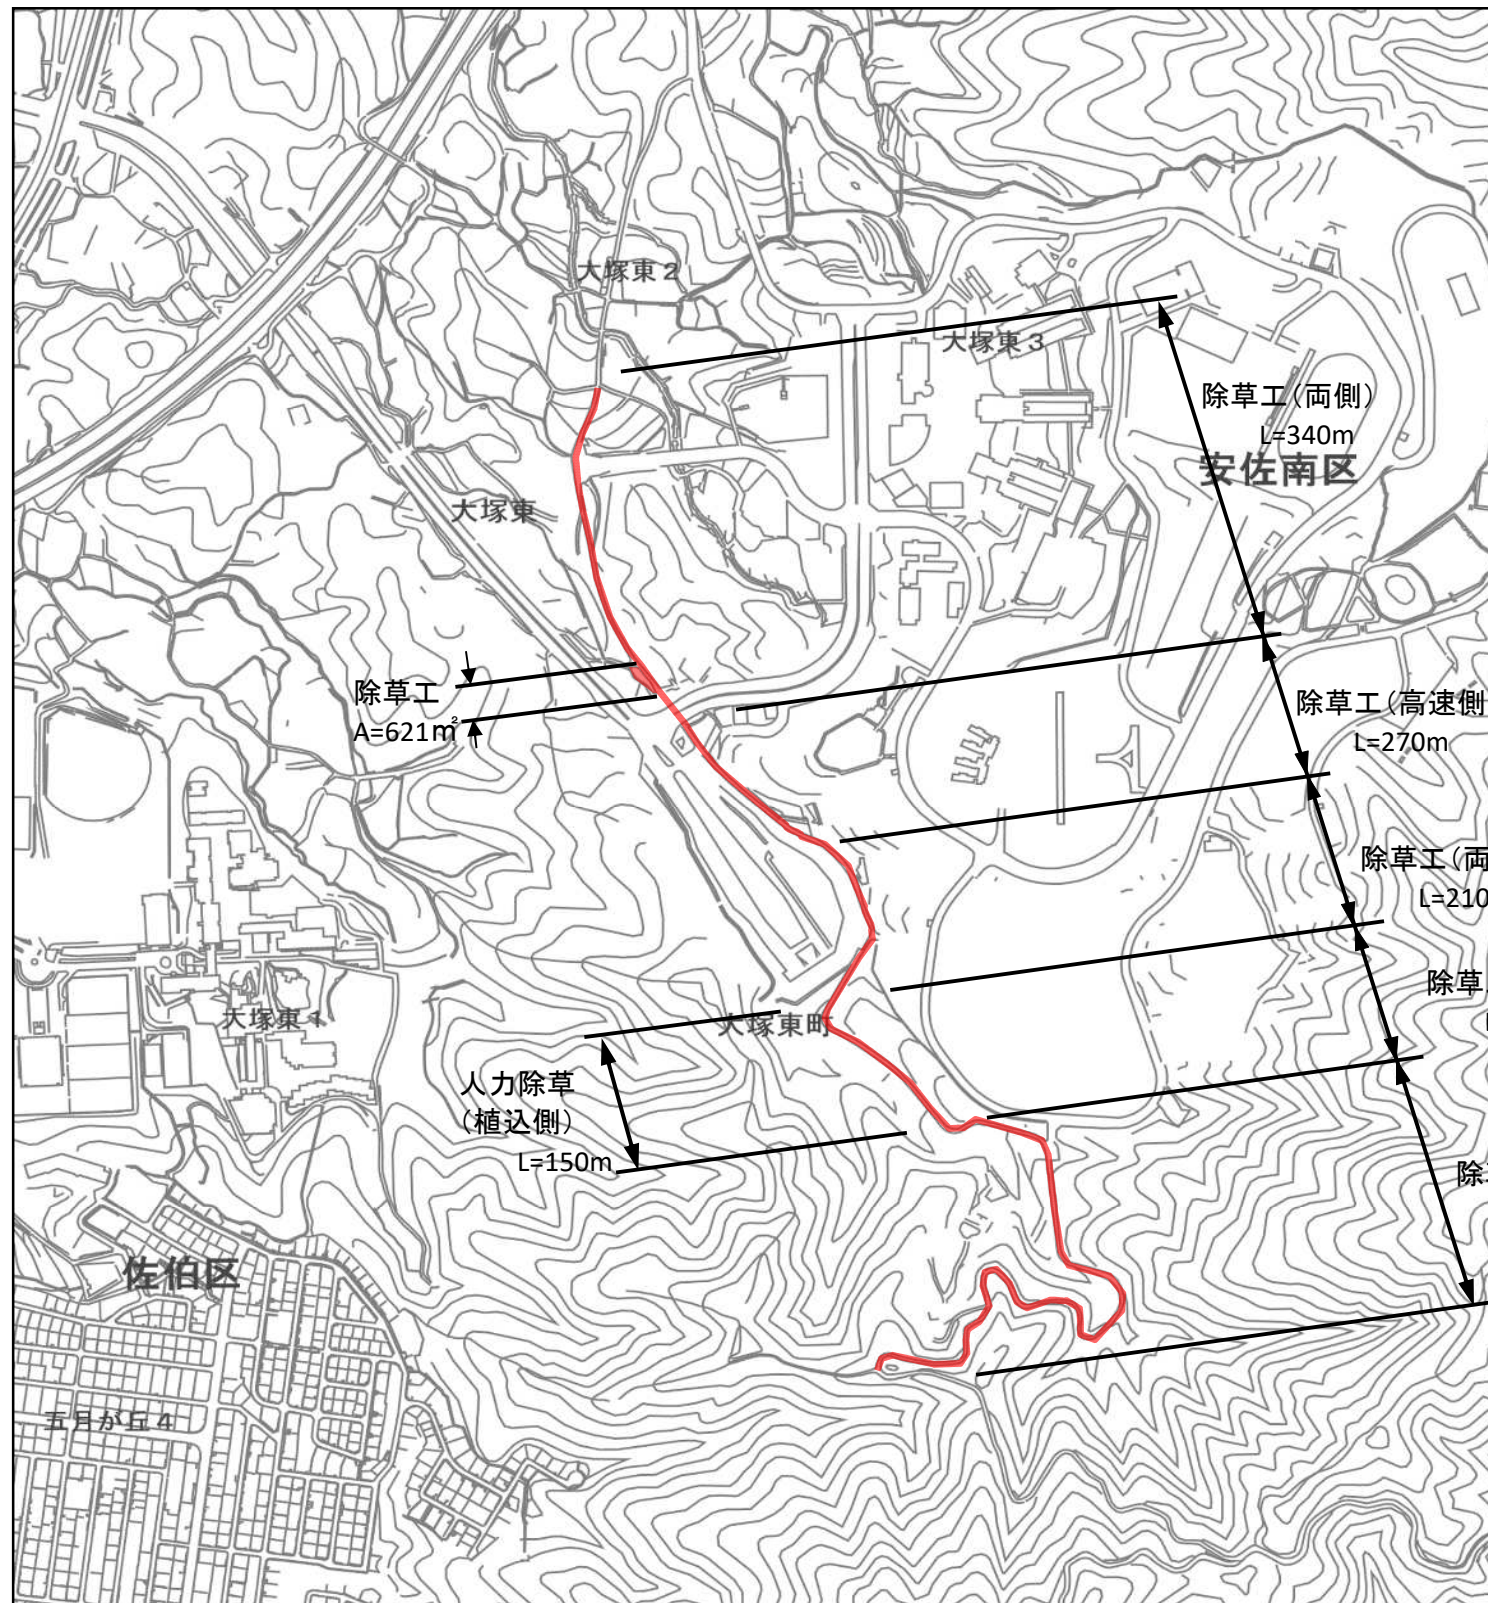 大塚東2
大塚東3
除草工(両側)
L=340m
安佐南区
大塚東
除草工
A=621㎡
除草工(高速側
L=270m
除草工(両
L=210
除草
大塚東1
大塚東町
人力除草
(植込側)
L=150m
除
佐伯区
五月が丘4